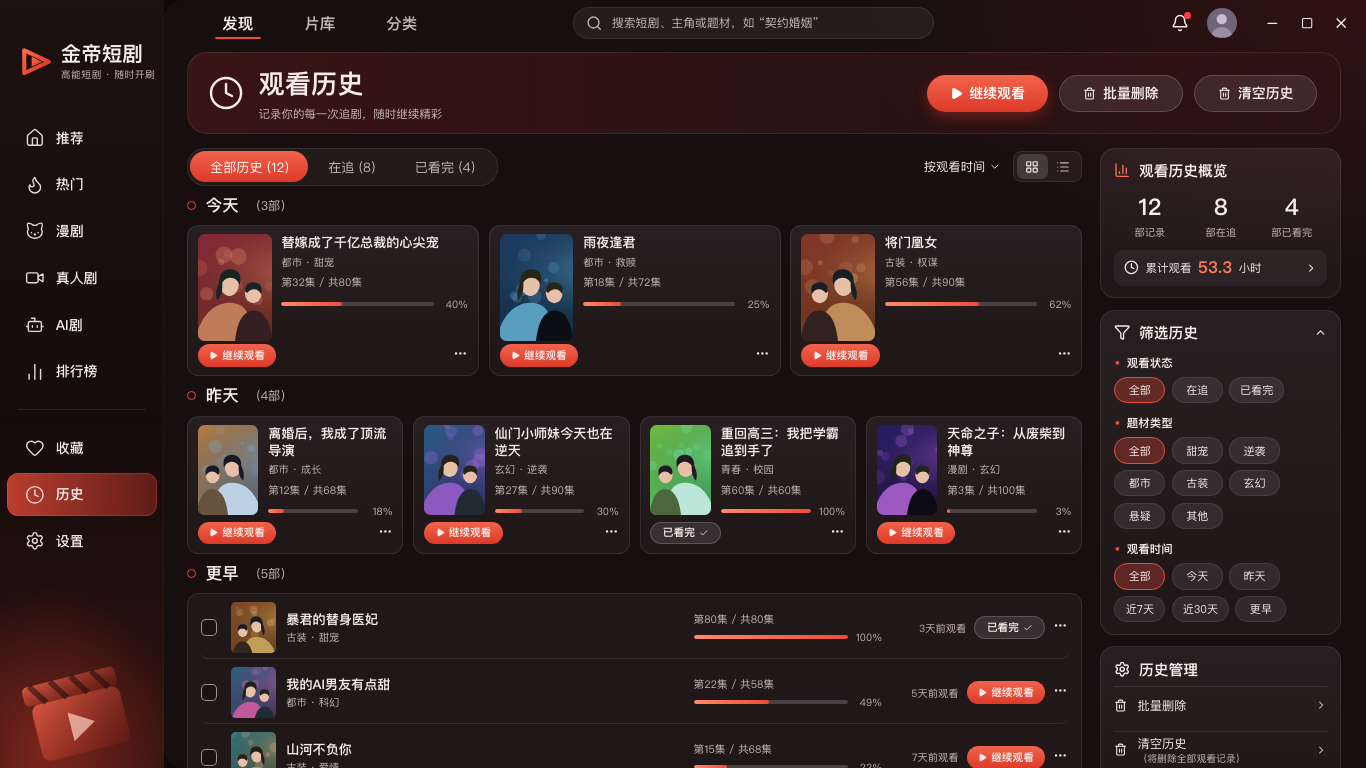 发现
片库
分类
搜索短剧、主角或题材，如 “契约婚姻”
金帝短剧
高能短剧 · 随时开刷
推荐
热门
漫剧
真人剧
AI剧
排行榜
收藏
历史
设置
观看历史
记录你的每一次追剧，随时继续精彩
继续观看
批量删除
清空历史
全部历史 (12)
在追 (8)
已看完 (4)
按观看时间
今天 (3部)
替嫁成了千亿总裁的心尖宠
都市 · 甜宠
第32集 / 共80集
40%
继续观看
雨夜逢君
都市 · 救赎
第18集 / 共72集
25%
继续观看
将门凰女
古装 · 权谋
第56集 / 共90集
62%
继续观看
昨天 (4部)
离婚后，我成了顶流
导演
都市 · 成长
第12集 / 共68集
18%
继续观看
仙门小师妹今天也在
逆天
玄幻 · 逆袭
第27集 / 共90集
30%
继续观看
重回高三：我把学霸
追到手了
青春 · 校园
第60集 / 共60集
100%
已看完
天命之子：从废柴到
神尊
漫剧 · 玄幻
第3集 / 共100集
3%
继续观看
更早 (5部)
暴君的替身医妃
古装 · 甜宠
第80集 / 共80集
100%
3天前观看
已看完
我的AI男友有点甜
都市 · 科幻
第22集 / 共58集
49%
5天前观看
继续观看
山河不负你
古装 · 爱情
第15集 / 共68集
22%
7天前观看
继续观看
观看历史概览
12
部记录
8
部在追
4
部已看完
累计观看 53.3 小时
筛选历史
观看状态
全部
在追
已看完
题材类型
全部
甜宠
逆袭
都市
古装
玄幻
悬疑
其他
观看时间
全部
今天
昨天
近7天
近30天
更早
历史管理
批量删除
清空历史
（将删除全部观看记录）